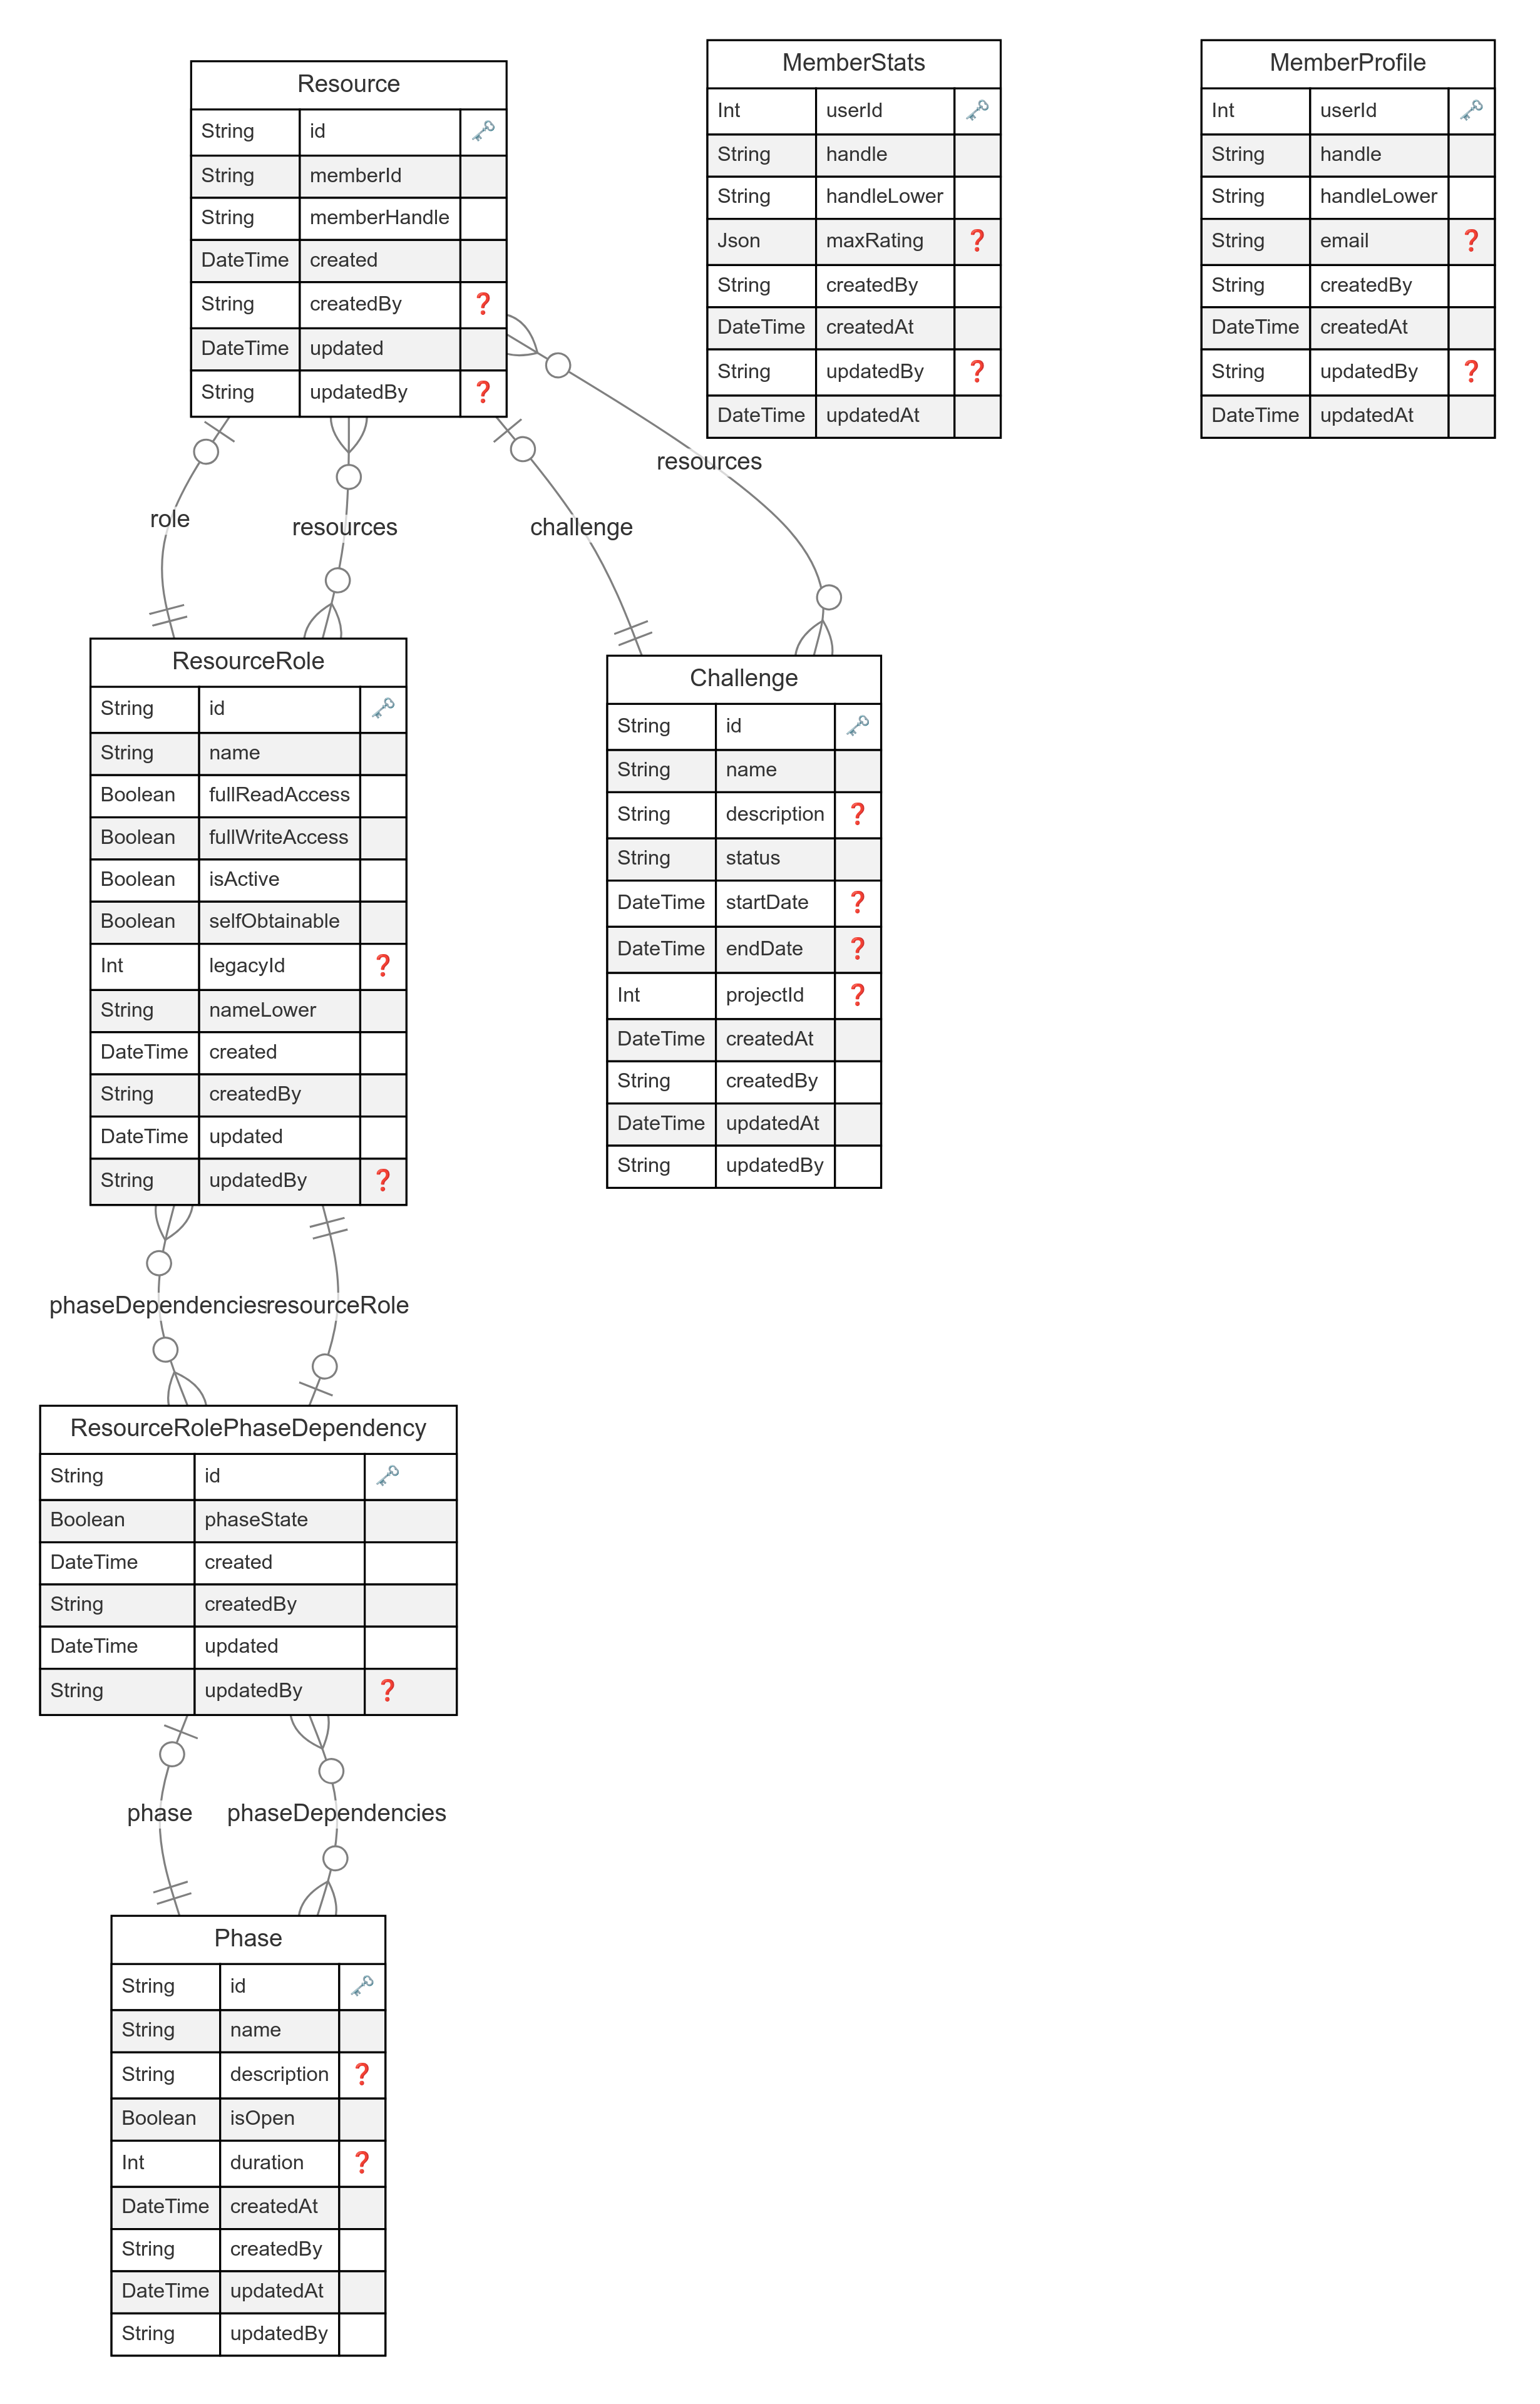 Resource
String id 🗝️
String memberId
String memberHandle
DateTime created
String createdBy ❓
DateTime updated
String updatedBy ❓
MemberStats
Int userId 🗝️
String handle
String handleLower
Json maxRating ❓
String createdBy
DateTime createdAt
String updatedBy ❓
DateTime updatedAt
MemberProfile
Int userId 🗝️
String handle
String handleLower
String email ❓
String createdBy
DateTime createdAt
String updatedBy ❓
DateTime updatedAt
role
resources
challenge
resources
ResourceRole
String id 🗝️
String name
Boolean fullReadAccess
Boolean fullWriteAccess
Boolean isActive
Boolean selfObtainable
Int legacyId ❓
String nameLower
DateTime created
String createdBy
DateTime updated
String updatedBy ❓
Challenge
String id 🗝️
String name
String description ❓
String status
DateTime startDate ❓
DateTime endDate ❓
Int projectId ❓
DateTime createdAt
String createdBy
DateTime updatedAt
String updatedBy
phaseDependencies
resourceRole
ResourceRolePhaseDependency
String id 🗝️
Boolean phaseState
DateTime created
String createdBy
DateTime updated
String updatedBy ❓
phase
phaseDependencies
Phase
String id 🗝️
String name
String description ❓
Boolean isOpen
Int duration ❓
DateTime createdAt
String createdBy
DateTime updatedAt
String updatedBy